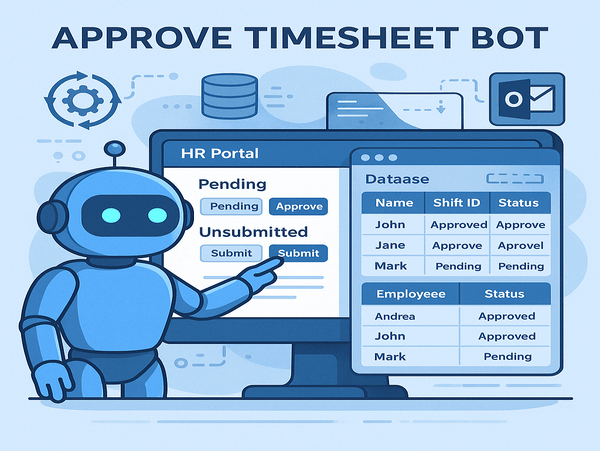 APPROVE TIMESHEET BOT
O
HR Portal
Pending
Pending Approve
Unsubmitted
Submit Submit
Dataase
Name Shift ID Status
John Approved Approve
Jane Approve Aprovel
Mark Pending Pending
Employeee Status
Andrea Approved
John Approved
Mark Pending